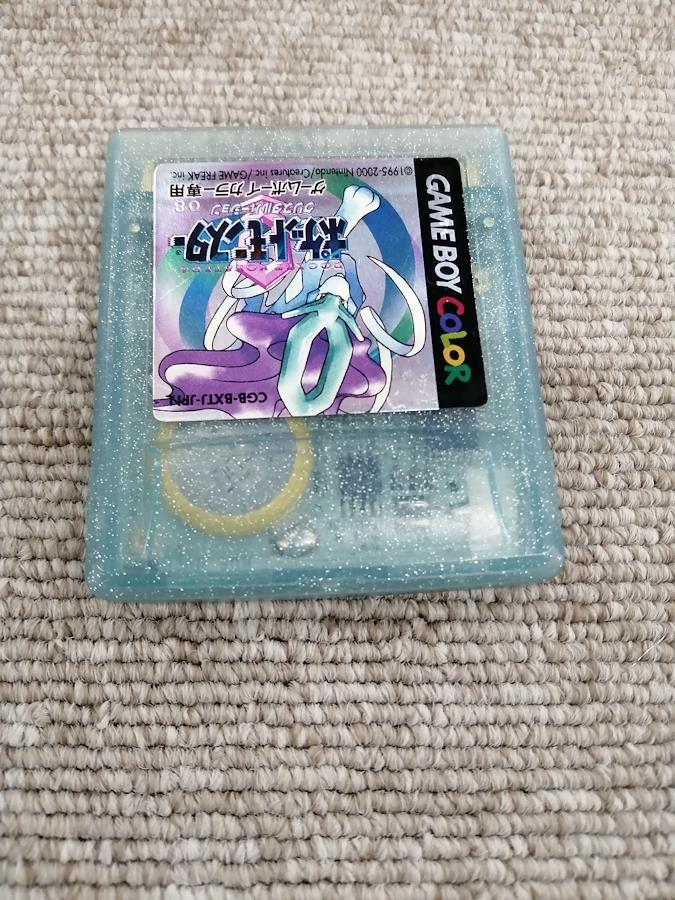 GAME BOY COLOR
CGB-BXTJ-JPN
POCKET MONSTERS
ポケットモンスター
クリスタルバージョン
ゲームボーイカラー専用
©1995-2000 Nintendo/Creatures inc./GAME FREAK inc.